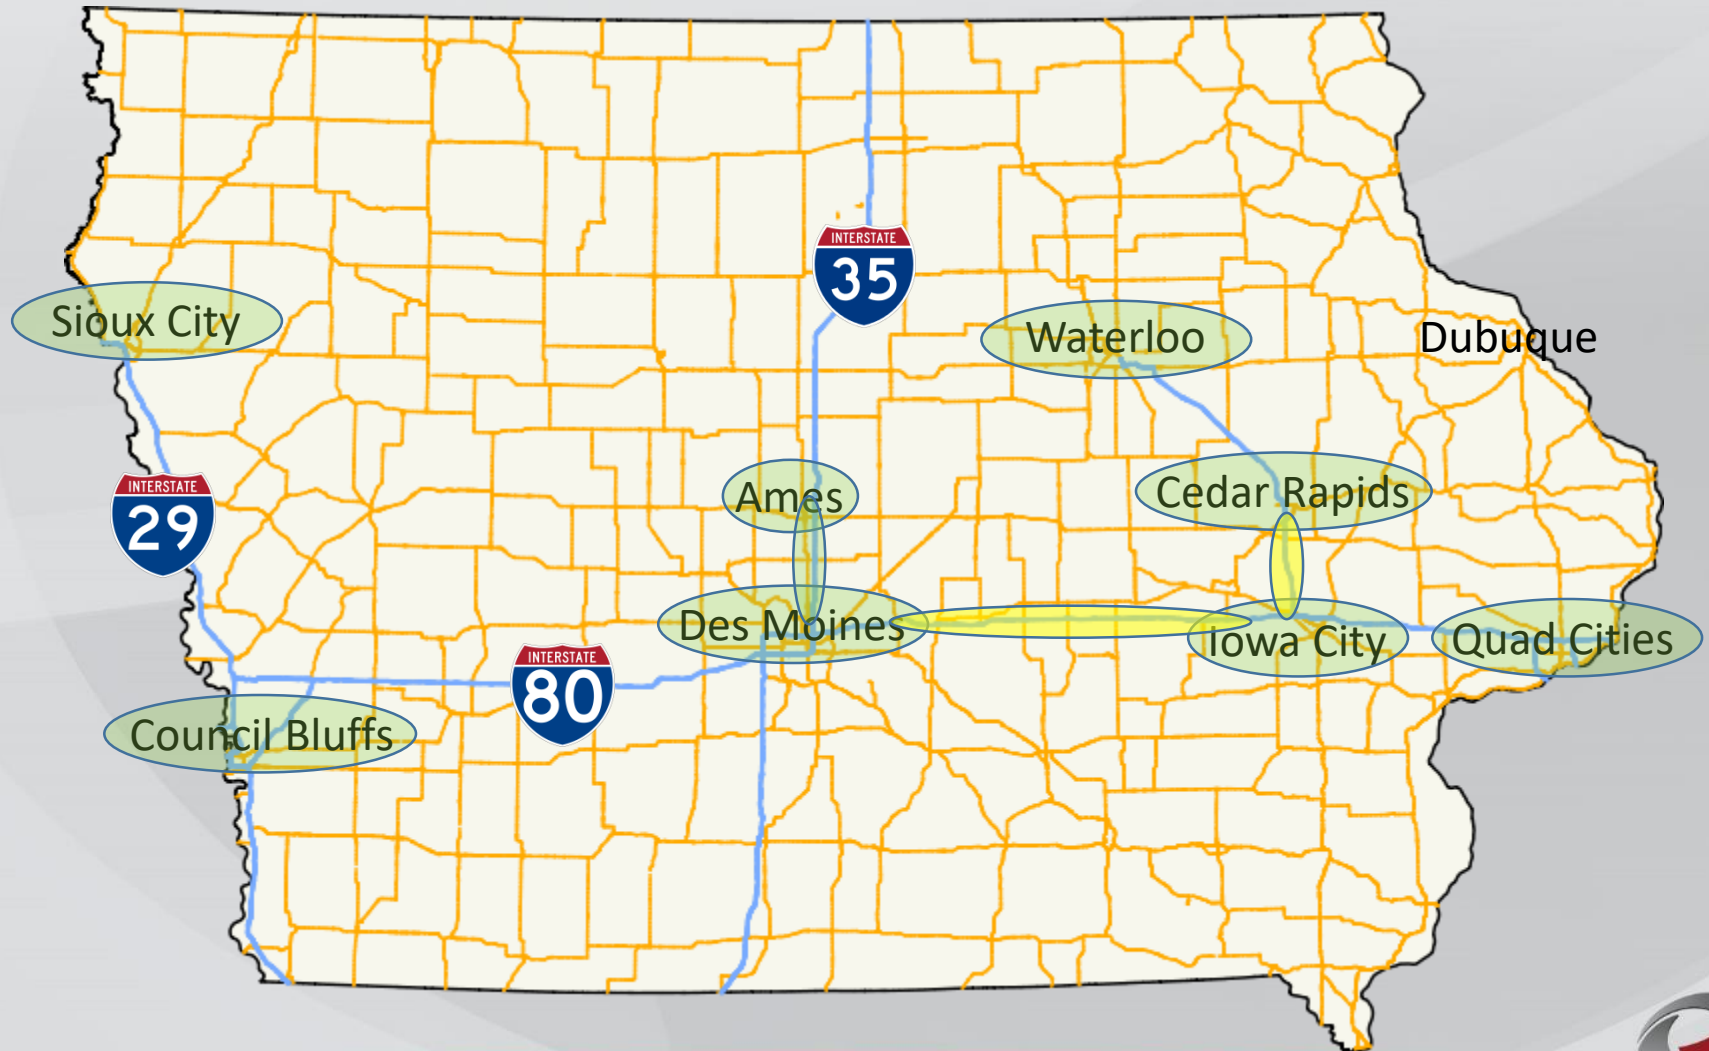 INTERSTATE
35
Sioux City
Waterloo
Dubuque
INTERSTATE
29
Ames
Cedar Rapids
Des Moines
Iowa City
Quad Cities
INTERSTATE
80
Council Bluffs